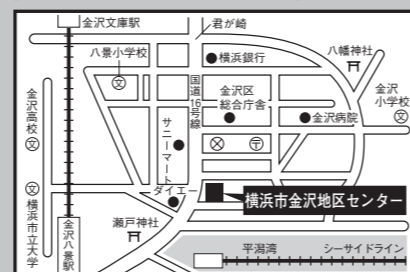 金沢文庫駅
君が崎
八景小学校
横浜銀行
八幡神社
金沢高校
国道16号線
金沢区
総合庁舎
金沢
小学校
金沢病院
サニーマート
ダイエー
横浜市金沢地区センター
横浜市立大学
瀬戸神社
金沢八景駅
平潟湾
シーサイドライン
文
文
文
文